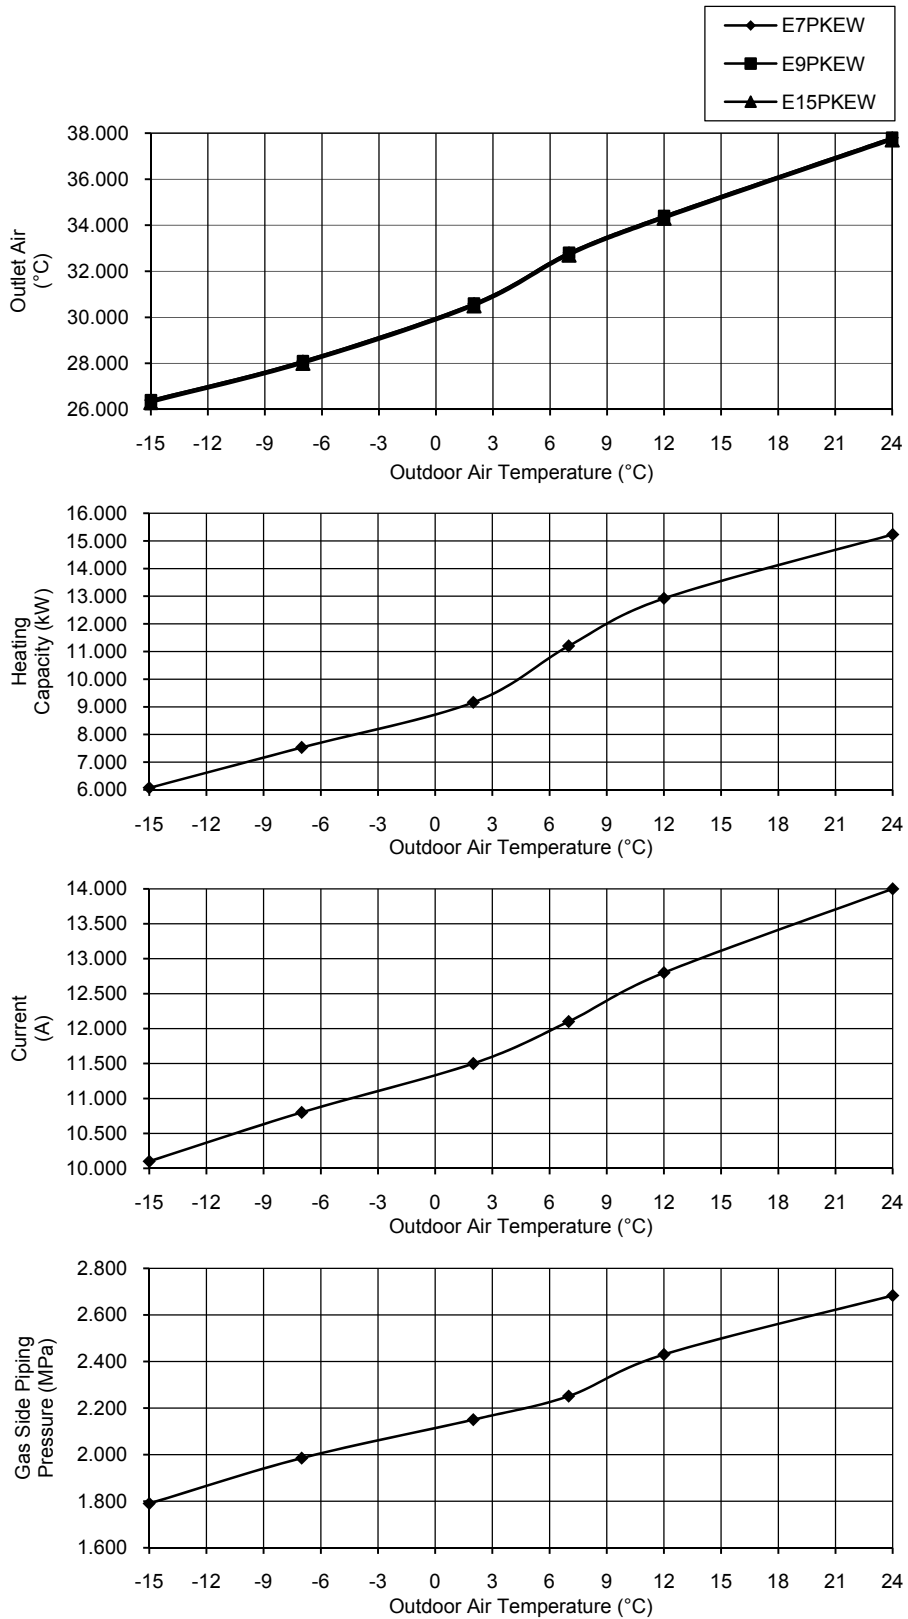 E7PKEW
E9PKEW
E15PKEW
Outlet Air
(°C)
38.000
36.000
34.000
32.000
30.000
28.000
26.000
-15 -12 -9 -6 -3 0 3 6 9 12 15 18 21 24
Outdoor Air Temperature (°C)
Heating
Capacity (kW)
16.000
15.000
14.000
13.000
12.000
11.000
10.000
9.000
8.000
7.000
6.000
-15 -12 -9 -6 -3 0 3 6 9 12 15 18 21 24
Outdoor Air Temperature (°C)
Current
(A)
14.000
13.500
13.000
12.500
12.000
11.500
11.000
10.500
10.000
-15 -12 -9 -6 -3 0 3 6 9 12 15 18 21 24
Outdoor Air Temperature (°C)
Gas Side Piping
Pressure (MPa)
2.800
2.600
2.400
2.200
2.000
1.800
1.600
-15 -12 -9 -6 -3 0 3 6 9 12 15 18 21 24
Outdoor Air Temperature (°C)